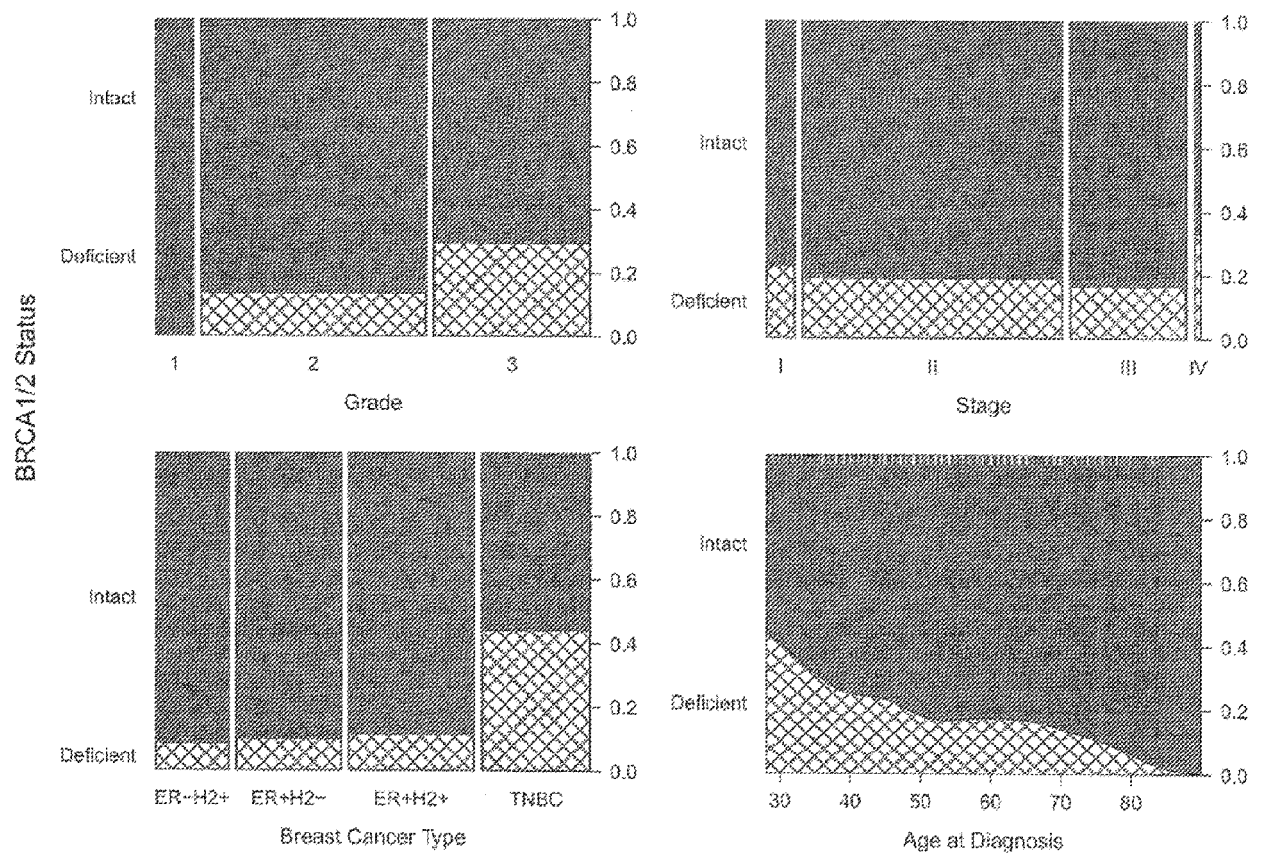 BRCA1/2 Status
Intact
Deficient
1.0
0.8
0.6
0.4
0.2
0.0
1 2 3
Grade
Intact
Deficient
1.0
0.8
0.6
0.4
0.2
0.0
I II III IV
Stage
Intact
Deficient
1.0
0.8
0.6
0.4
0.2
0.0
ER−H2+ ER+H2− ER+H2+ TNBC
Breast Cancer Type
Intact
Deficient
1.0
0.8
0.6
0.4
0.2
0.0
30 40 50 60 70 80
Age at Diagnosis